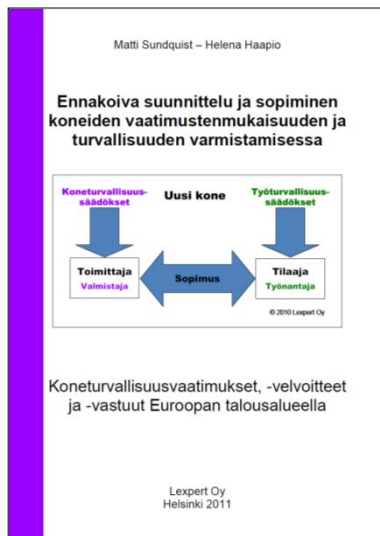 Matti Sundquist – Helena Haapio
Ennakoiva suunnittelu ja sopiminen
koneiden vaatimustenmukaisuuden ja
turvallisuuden varmistamisessa
Koneturvallisuus-
säädökset
Uusi kone
Työturvallisuus-
säädökset
Toimittaja
Valmistaja
Sopimus
Tilaaja
Työnantaja
© 2010 Lexpert Oy
Koneturvallisuusvaatimukset, -velvoitteet
ja -vastuut Euroopan talousalueella
Lexpert Oy
Helsinki 2011